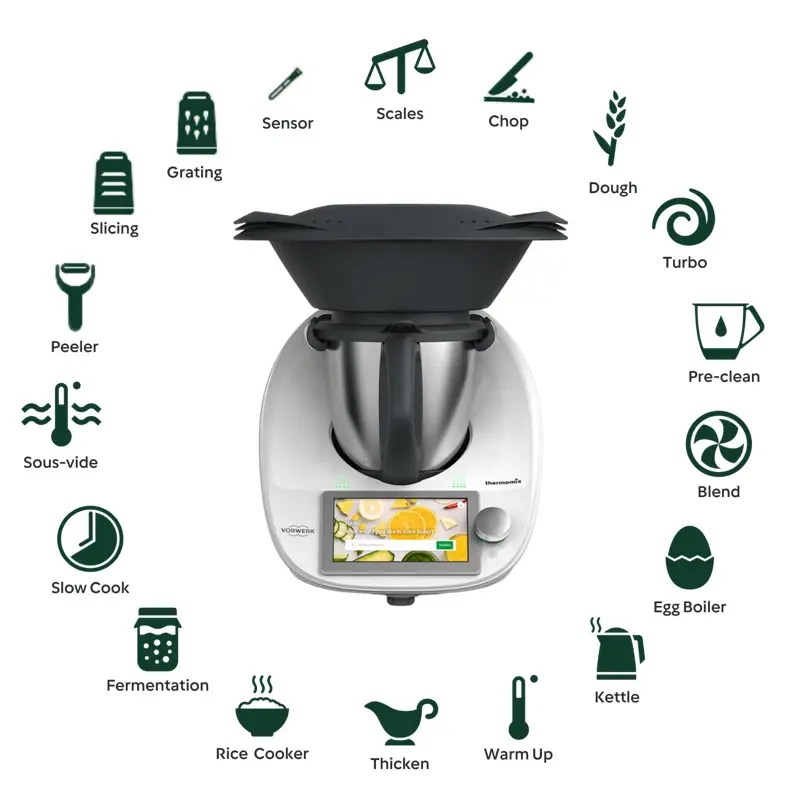 Scales
Sensor
Chop
Grating
Dough
Slicing
Turbo
Peeler
Pre-clean
Sous-vide
thermomix
Blend
VORWERK
Slow Cook
Egg Boiler
Fermentation
Kettle
Rice Cooker
Thicken
Warm Up